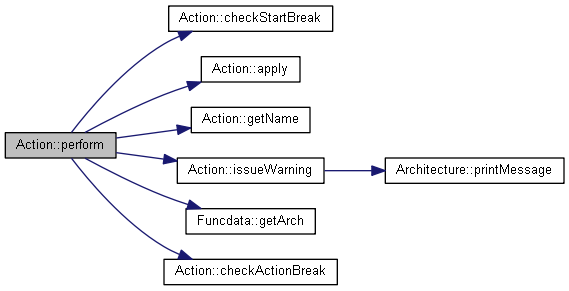 Action::checkStartBreak
Action::apply
Action::getName
Action::perform
Action::issueWarning
Architecture::printMessage
Funcdata::getArch
Action::checkActionBreak